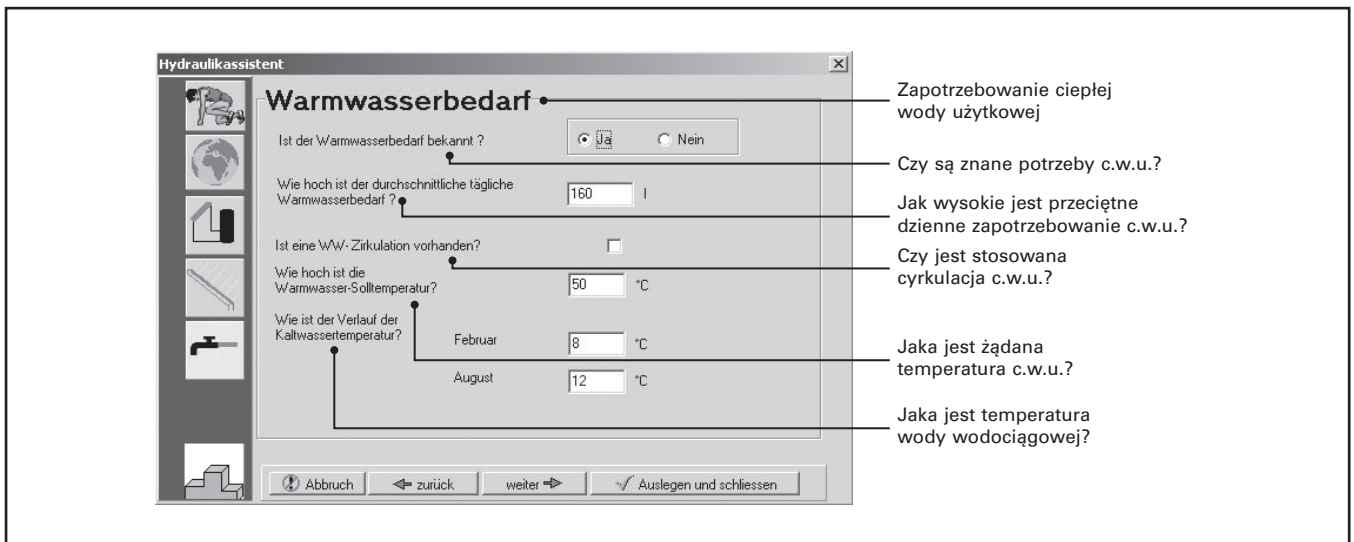 Hydraulikassistent
Warmwasserbedarf
Ist der Warmwasserbedarf bekannt ?
Ja
Nein
Wie hoch ist der durchschnittliche tägliche
Warmwasserbedarf ?
160
l
Ist eine WW-Zirkulation vorhanden?
Wie hoch ist die
Warmwasser-Solltemperatur?
50
°C
Wie ist der Verlauf der
Kaltwassertemperatur?
Februar
8
°C
August
12
°C
Abbruch
zurück
weiter
Auslegen und schliessen
Zapotrzebowanie ciepłej
wody użytkowej
Czy są znane potrzeby c.w.u.?
Jak wysokie jest przeciętne
dzienne zapotrzebowanie c.w.u.?
Czy jest stosowana
cyrkulacja c.w.u.?
Jaka jest żądana
temperatura c.w.u.?
Jaka jest temperatura
wody wodociągowej?